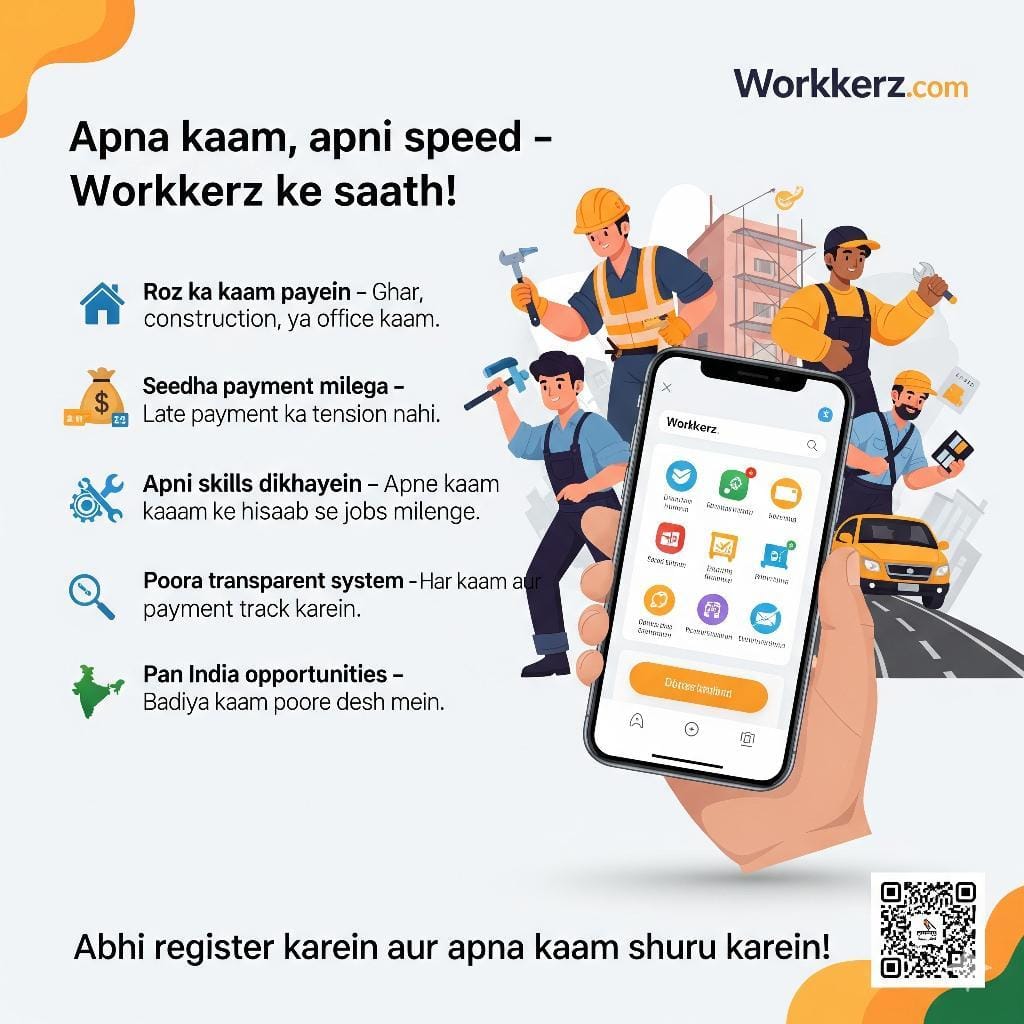 Workkerz.com
Apna kaam, apni speed –
Workkerz ke saath!
Roz ka kaam payein – Ghar,
construction, ya office kaam.
Seedha payment milega –
Late payment ka tension nahi.
Apni skills dikhayein – Apne kaam
kaaam ke hisaab se jobs milenge.
Poora transparent system -Har kaam aur
payment track karein.
Pan India opportunities –
Badiya kaam poore desh mein.
$
Workkerz.
Abhi register karein aur apna kaam shuru karein!